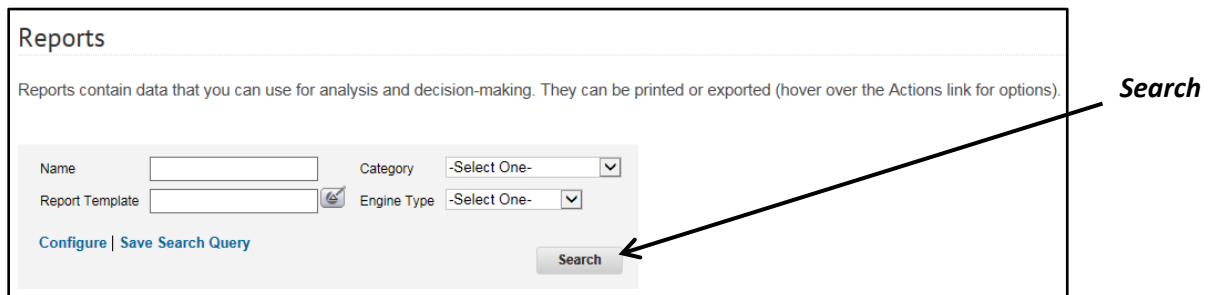 Reports
Reports contain data that you can use for analysis and decision-making. They can be printed or exported (hover over the Actions link for options).
Search
Name Category -Select One-
Report Template Engine Type -Select One-
Configure | Save Search Query
Search